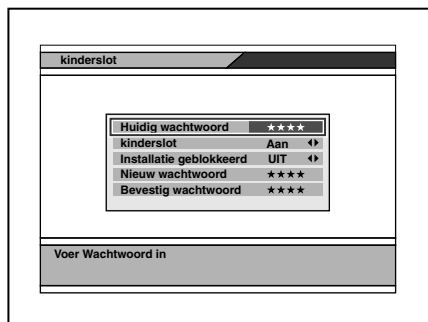 kinderslot
Huidig wachtwoord ★★★★
kinderslot Aan
Installatie geblokkeerd UIT
Nieuw wachtwoord ★★★★
Bevestig wachtwoord ★★★★
Voer Wachtwoord in